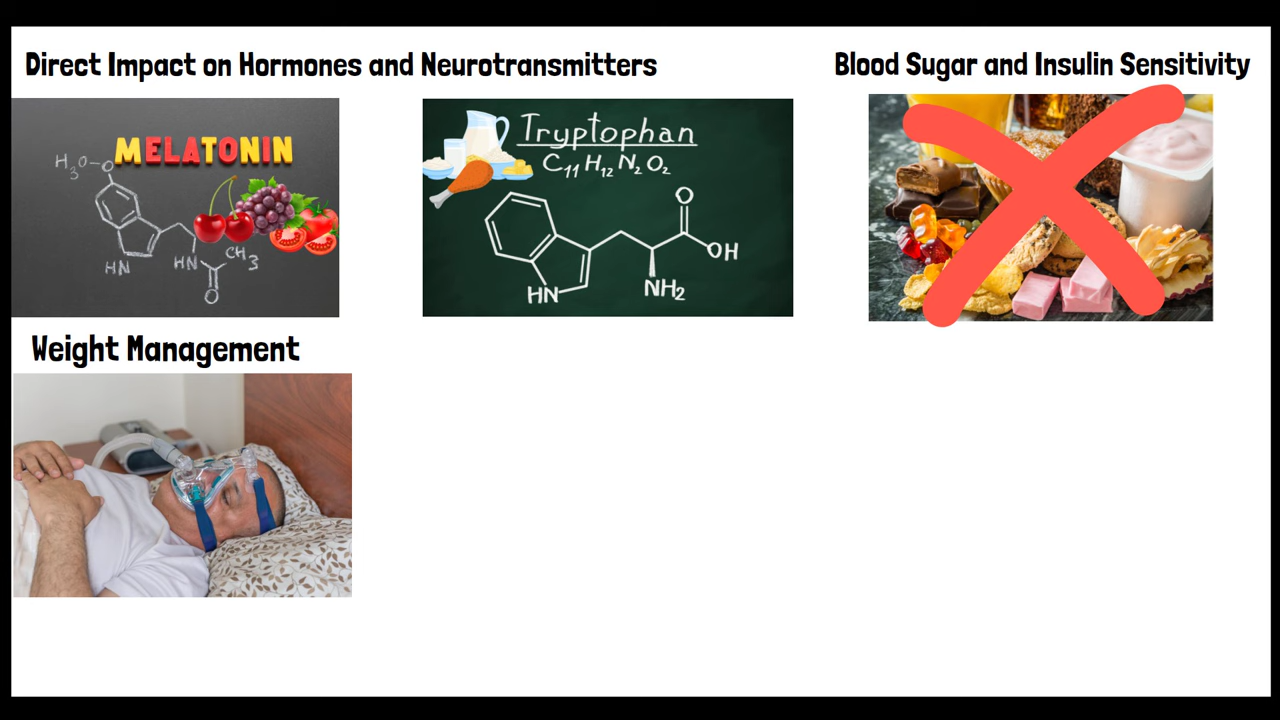 Direct Impact on Hormones and Neurotransmitters
Blood Sugar and Insulin Sensitivity
MELATONIN
H₃O
HN
HN
CH₃
O
Tryptophan
C₁₁H₁₂N₂O₂
O
OH
NH₂
HN
Weight Management